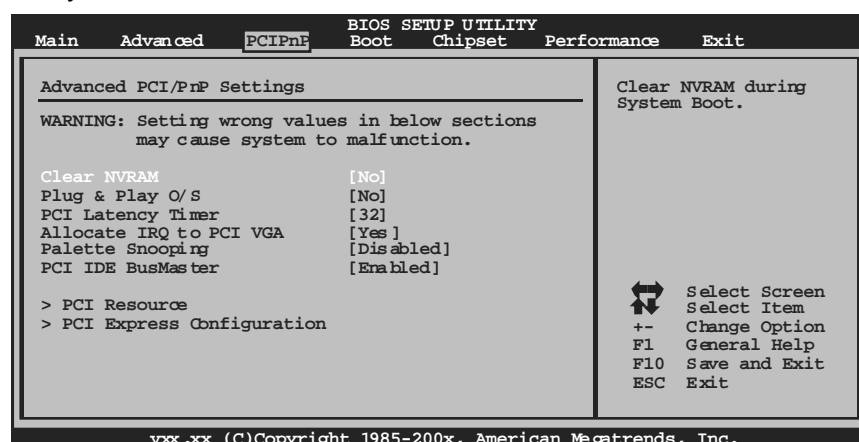 BIOS SETUP UTILITY
Main Advanced PCIPnP Boot Chipset Performance Exit
Advanced PCI/PnP Settings
WARNING: Setting wrong values in below sections
may cause system to malfunction.
Clear NVRAM [No]
Plug & Play O/S [No]
PCI Latency Timer [32]
Allocate IRQ to PCI VGA [Yes]
Palette Snooping [Disabled]
PCI IDE BusMaster [Enabled]
> PCI Resource
> PCI Express Configuration
Clear NVRAM during
System Boot.
Select Screen
Select Item
+- Change Option
F1 General Help
F10 Save and Exit
ESC Exit
vxx.xx (C)Copyright 1985-200x, American Megatrends, Inc.